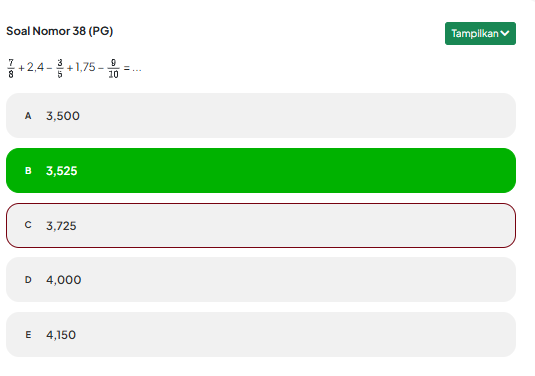 Soal Nomor 38 (PG)
Tampilkan
7/8 + 2,4 – 3/5 + 1,75 – 9/10 = ...
A 3,500
B 3,525
C 3,725
D 4,000
E 4,150